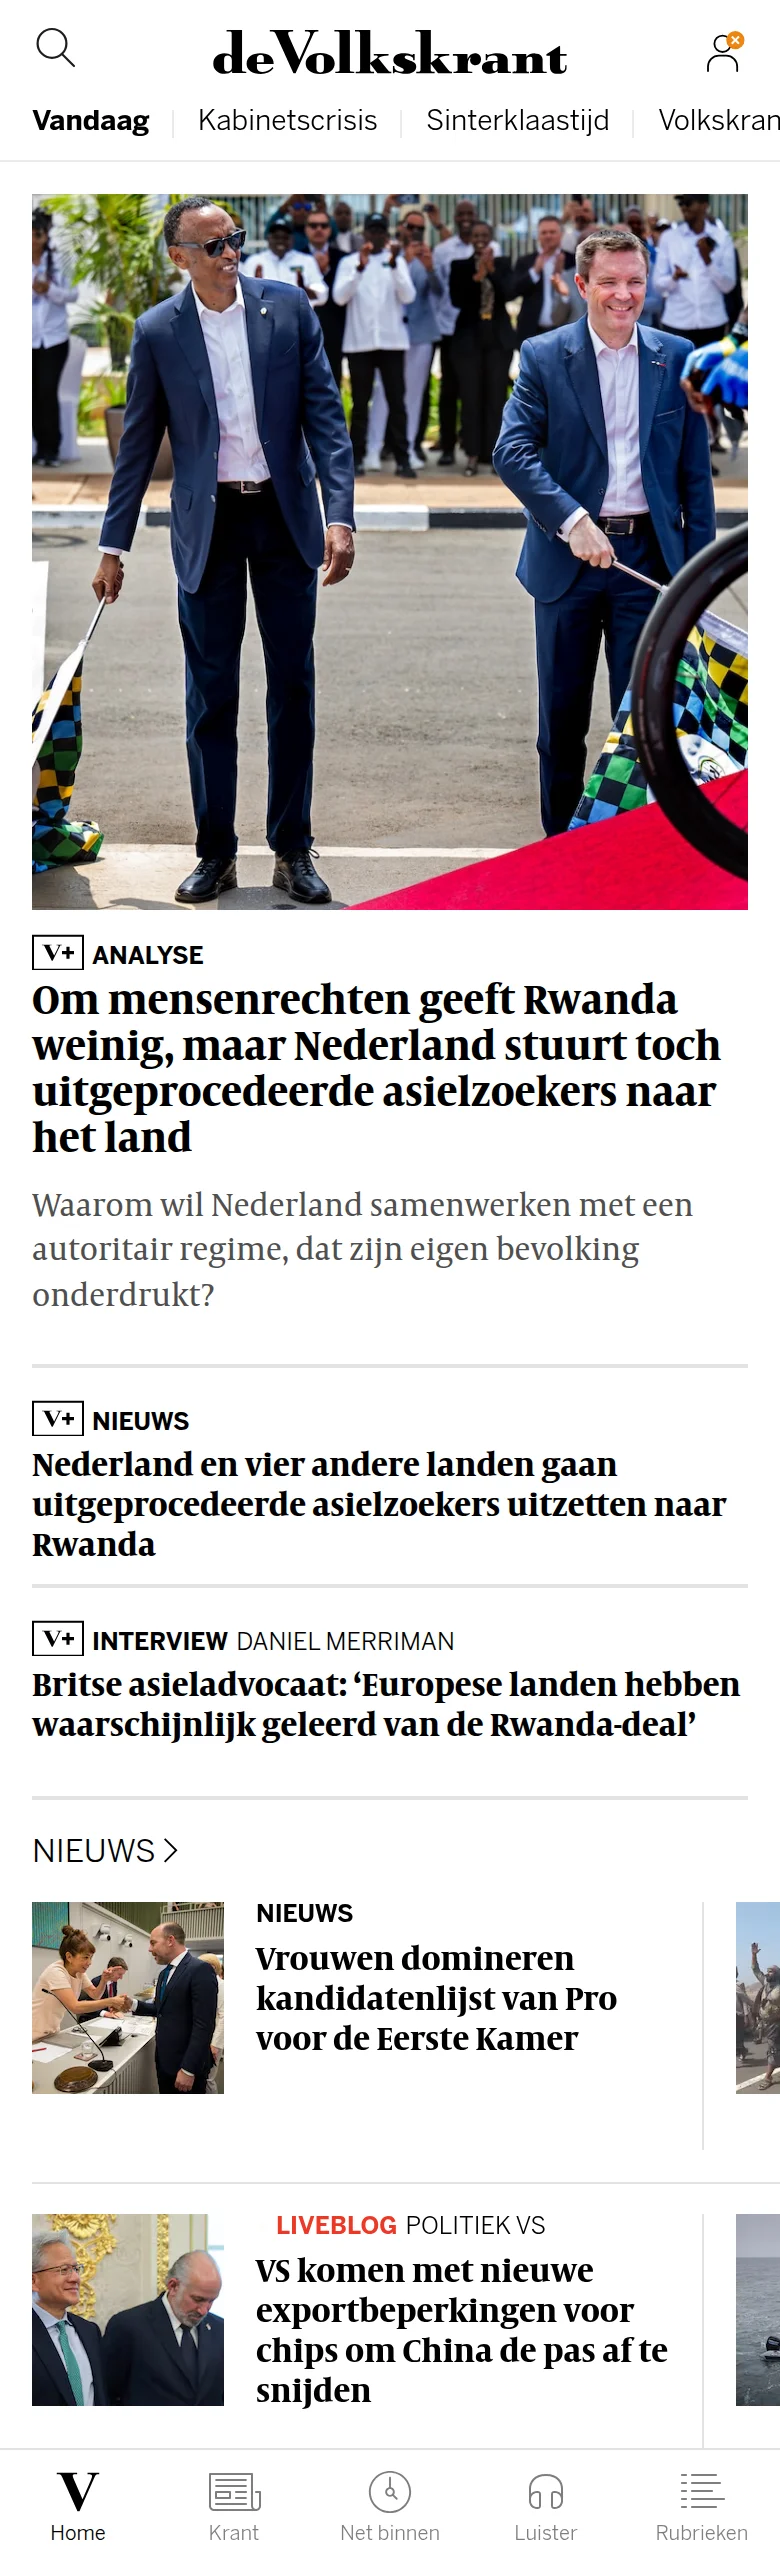 deVolkskrant
Vandaag Kabinetscrisis Sinterklaastijd Volkskran
V+ ANALYSE
Om mensenrechten geeft Rwanda
weinig, maar Nederland stuurt toch
uitgeprocedeerde asielzoekers naar
het land
Waarom wil Nederland samenwerken met een
autoritair regime, dat zijn eigen bevolking
onderdrukt?
V+ NIEUWS
Nederland en vier andere landen gaan
uitgeprocedeerde asielzoekers uitzetten naar
Rwanda
V+ INTERVIEW DANIEL MERRIMAN
Britse asieladvocaat: ‘Europese landen hebben
waarschijnlijk geleerd van de Rwanda-deal’
NIEUWS
NIEUWS
Vrouwen domineren
kandidatenlijst van Pro
voor de Eerste Kamer
LIVEBLOG POLITIEK VS
VS komen met nieuwe
exportbeperkingen voor
chips om China de pas af te
snijden
V
Home Krant Net binnen Luister Rubrieken